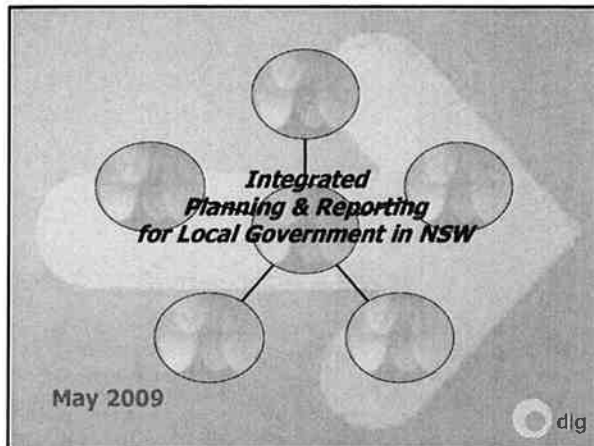 Integrated
Planning & Reporting
for Local Government in NSW
May 2009
dlg